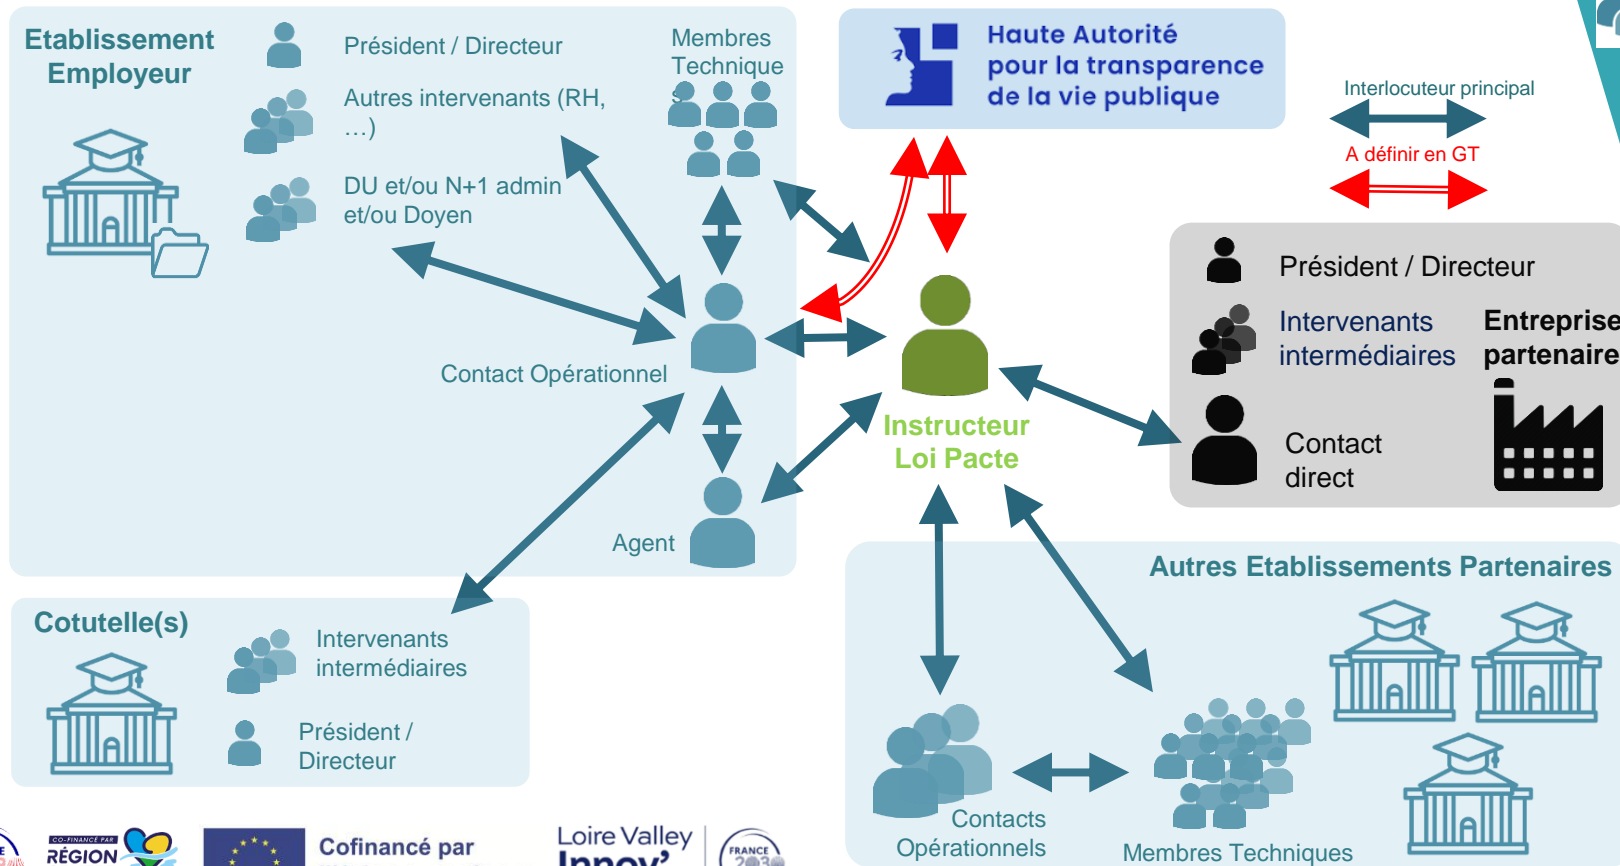 Etablissement
Employeur
Président / Directeur
Autres intervenants (RH,
…)
DU et/ou N+1 admin
et/ou Doyen
Membres
Technique
s
Contact Opérationnel
Agent
Haute Autorité
pour la transparence
de la vie publique
Interlocuteur principal
A définir en GT
Président / Directeur
Intervenants
intermédiaires
Entreprise
partenaire
Contact
direct
Instructeur
Loi Pacte
Cotutelle(s)
Intervenants
intermédiaires
Président /
Directeur
Autres Etablissements Partenaires
Contacts
Opérationnels
Membres Techniques
CO-FINANCÉ PAR
RÉGION
Cofinancé par
Loire Valley
Innov'
FRANCE
2030